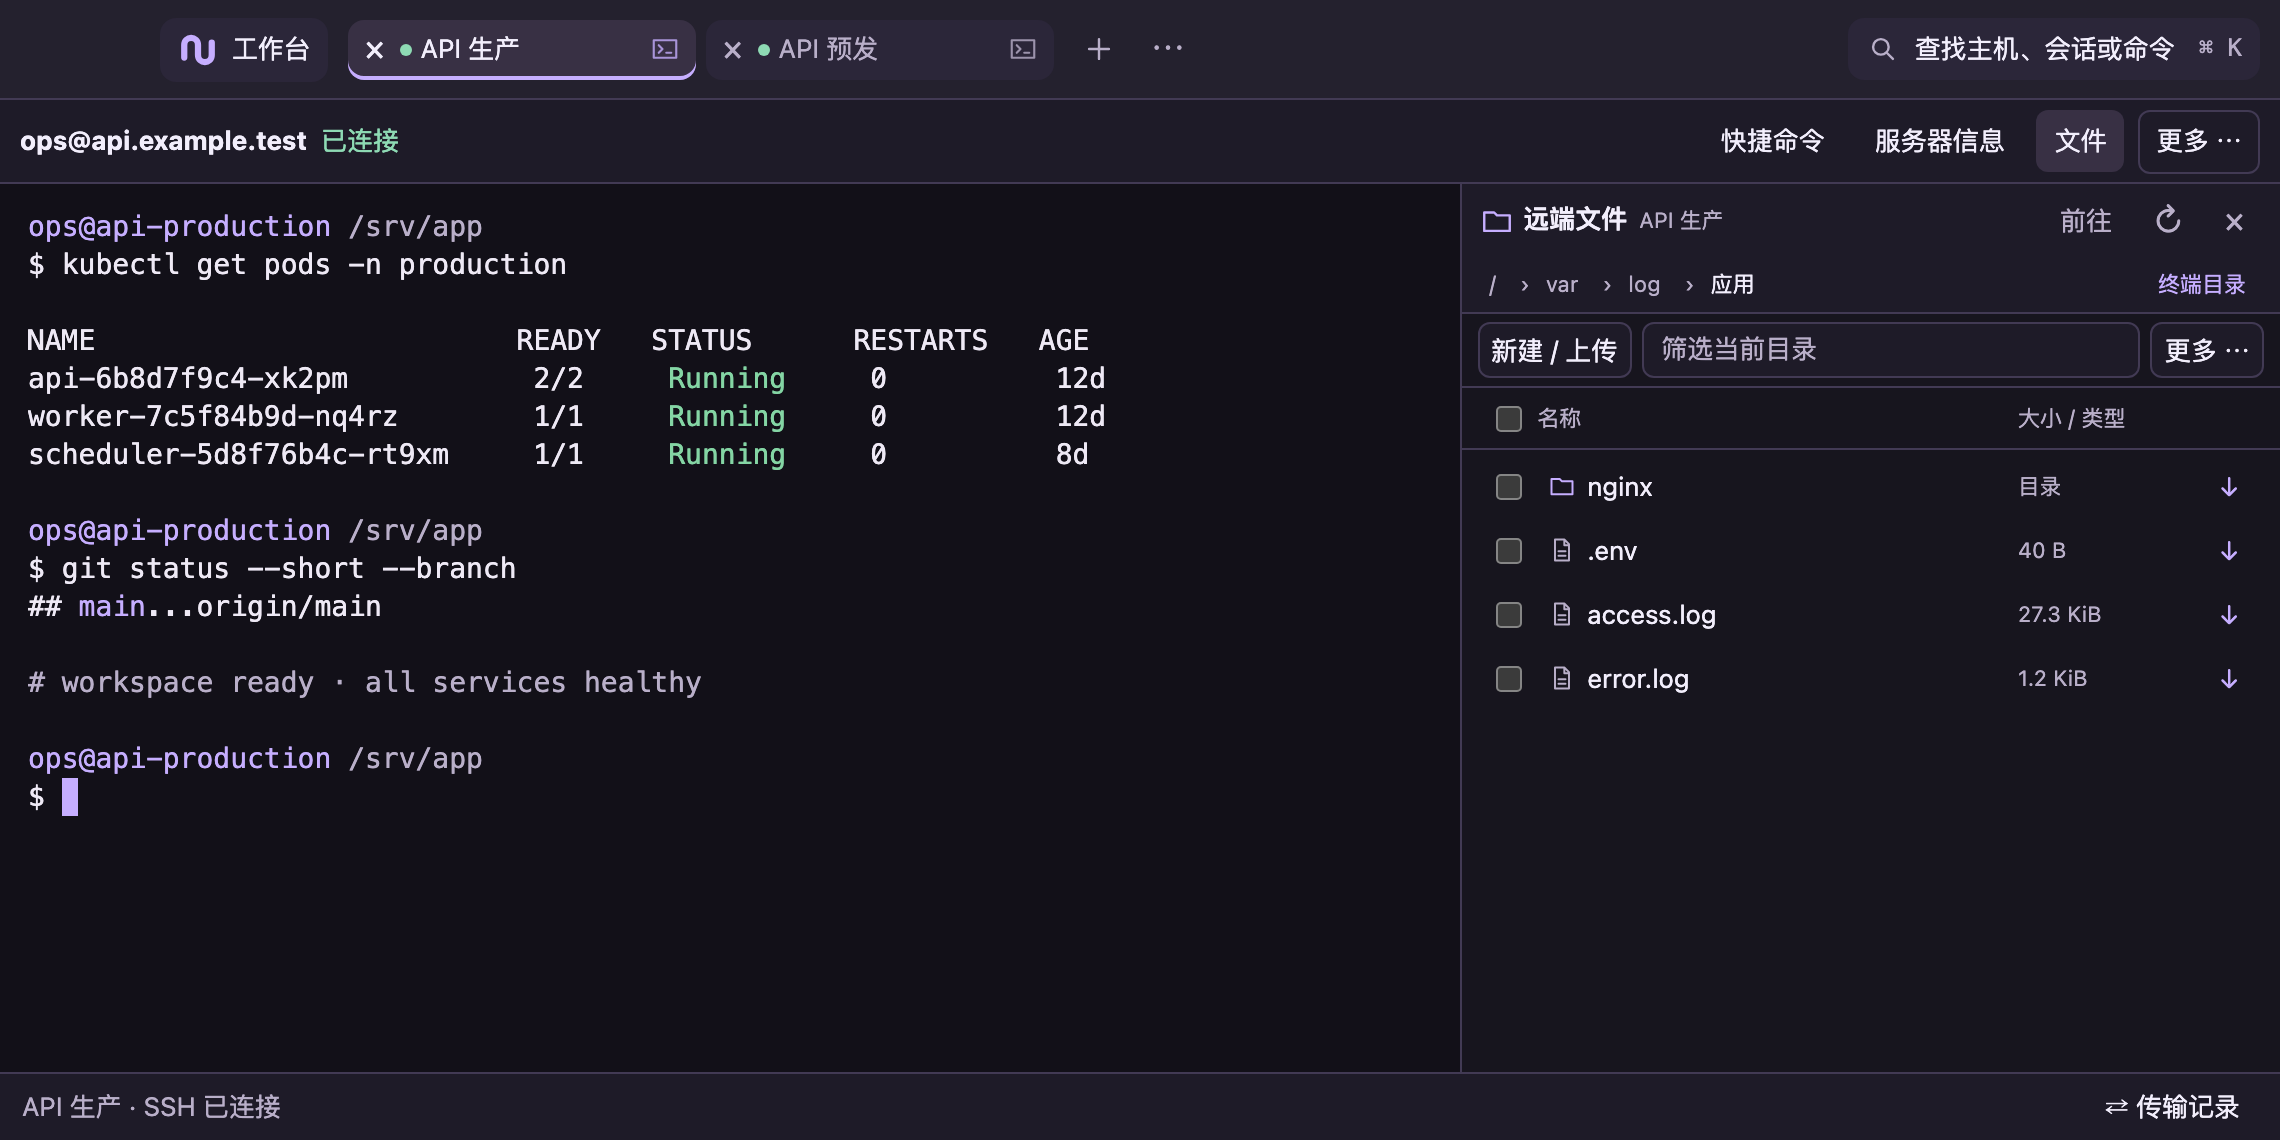 工作台
API 生产
API 预发
查找主机、会话或命令 ⌘ K
ops@api.example.test 已连接
快捷命令
服务器信息
文件
更多 ···
ops@api-production /srv/app
$ kubectl get pods -n production
NAME READY STATUS RESTARTS AGE
api-6b8d7f9c4-xk2pm 2/2 Running 0 12d
worker-7c5f84b9d-nq4rz 1/1 Running 0 12d
scheduler-5d8f76b4c-rt9xm 1/1 Running 0 8d
ops@api-production /srv/app
$ git status --short --branch
## main...origin/main
# workspace ready · all services healthy
ops@api-production /srv/app
$
远端文件 API 生产
前往
/ › var › log › 应用
终端目录
新建 / 上传
筛选当前目录
更多 ···
名称 大小 / 类型
nginx 目录
.env 40 B
access.log 27.3 KiB
error.log 1.2 KiB
API 生产 · SSH 已连接
⇄ 传输记录